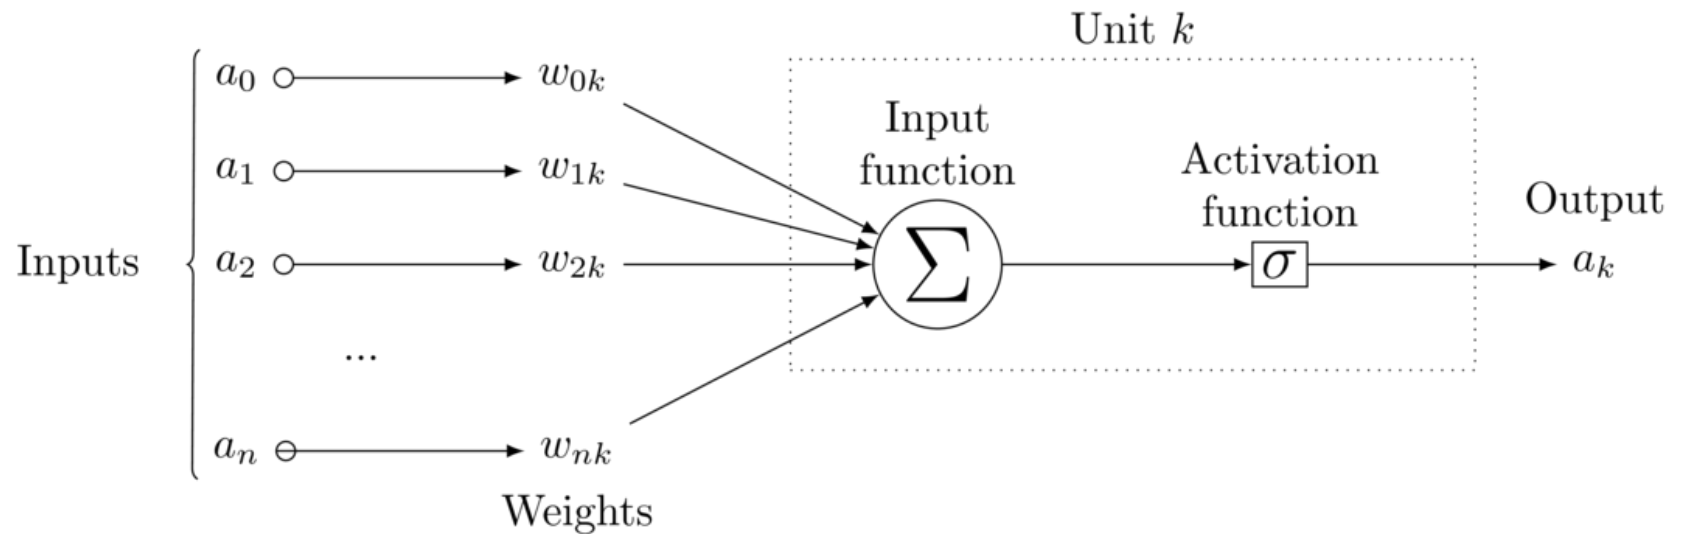 Unit k
a₀ w₀ₖ
Input
function
a₁ w₁ₖ
Activation
function
Output
Inputs
a₂ w₂ₖ
Σ
σ
aₖ
...
aₙ wₙₖ
Weights